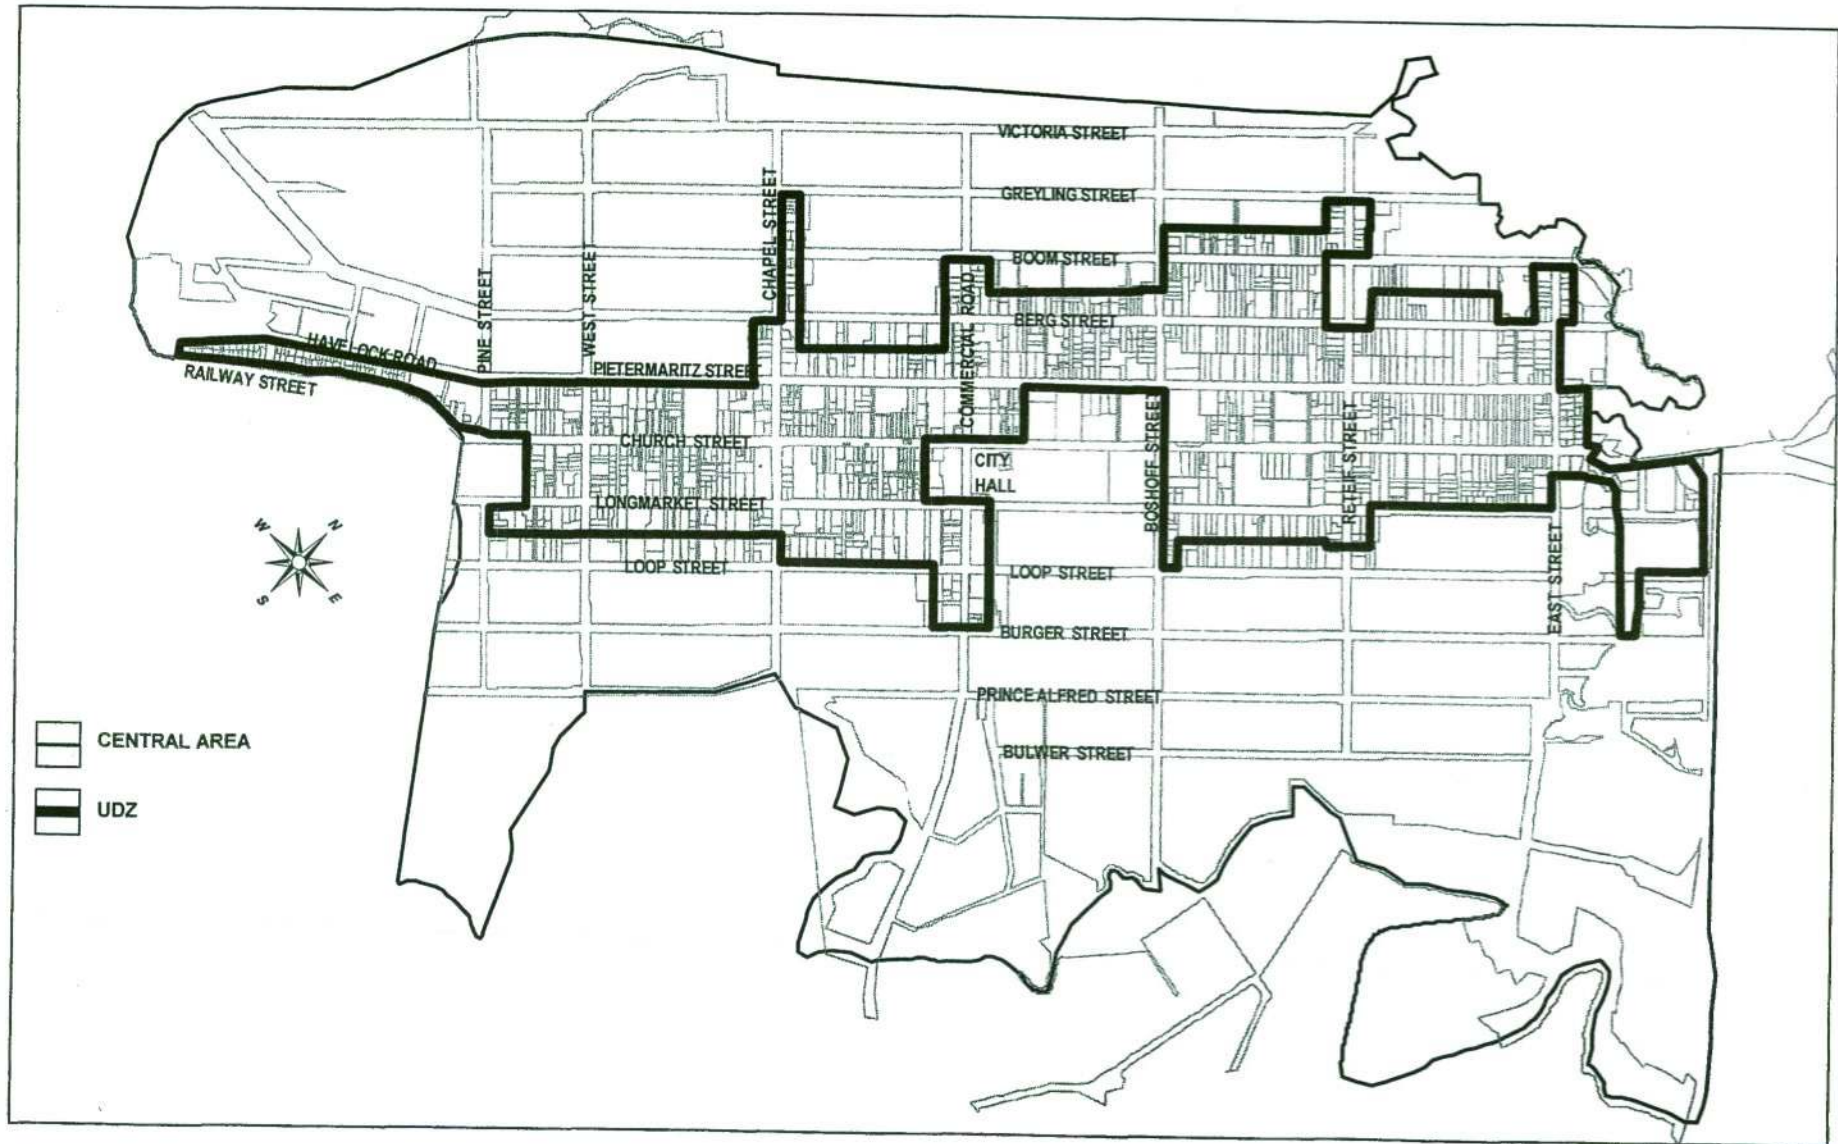 VICTORIA STREET
GREYLING STREET
CHAPEL STREET
BOOM STREET
WEST STREET
PINE STREET
COMMERCIAL ROAD
BERG STREET
HAVELOCK ROAD
PIETERMARITZ STREET
RAILWAY STREET
CHURCH STREET
CITY
HALL
BOSHOFF STREET
RETIEF STREET
LONGMARKET STREET
W
N
S
E
LOOP STREET
LOOP STREET
EAST STREET
BURGER STREET
PRINCE ALFRED STREET
BULWER STREET
CENTRAL AREA
UDZ